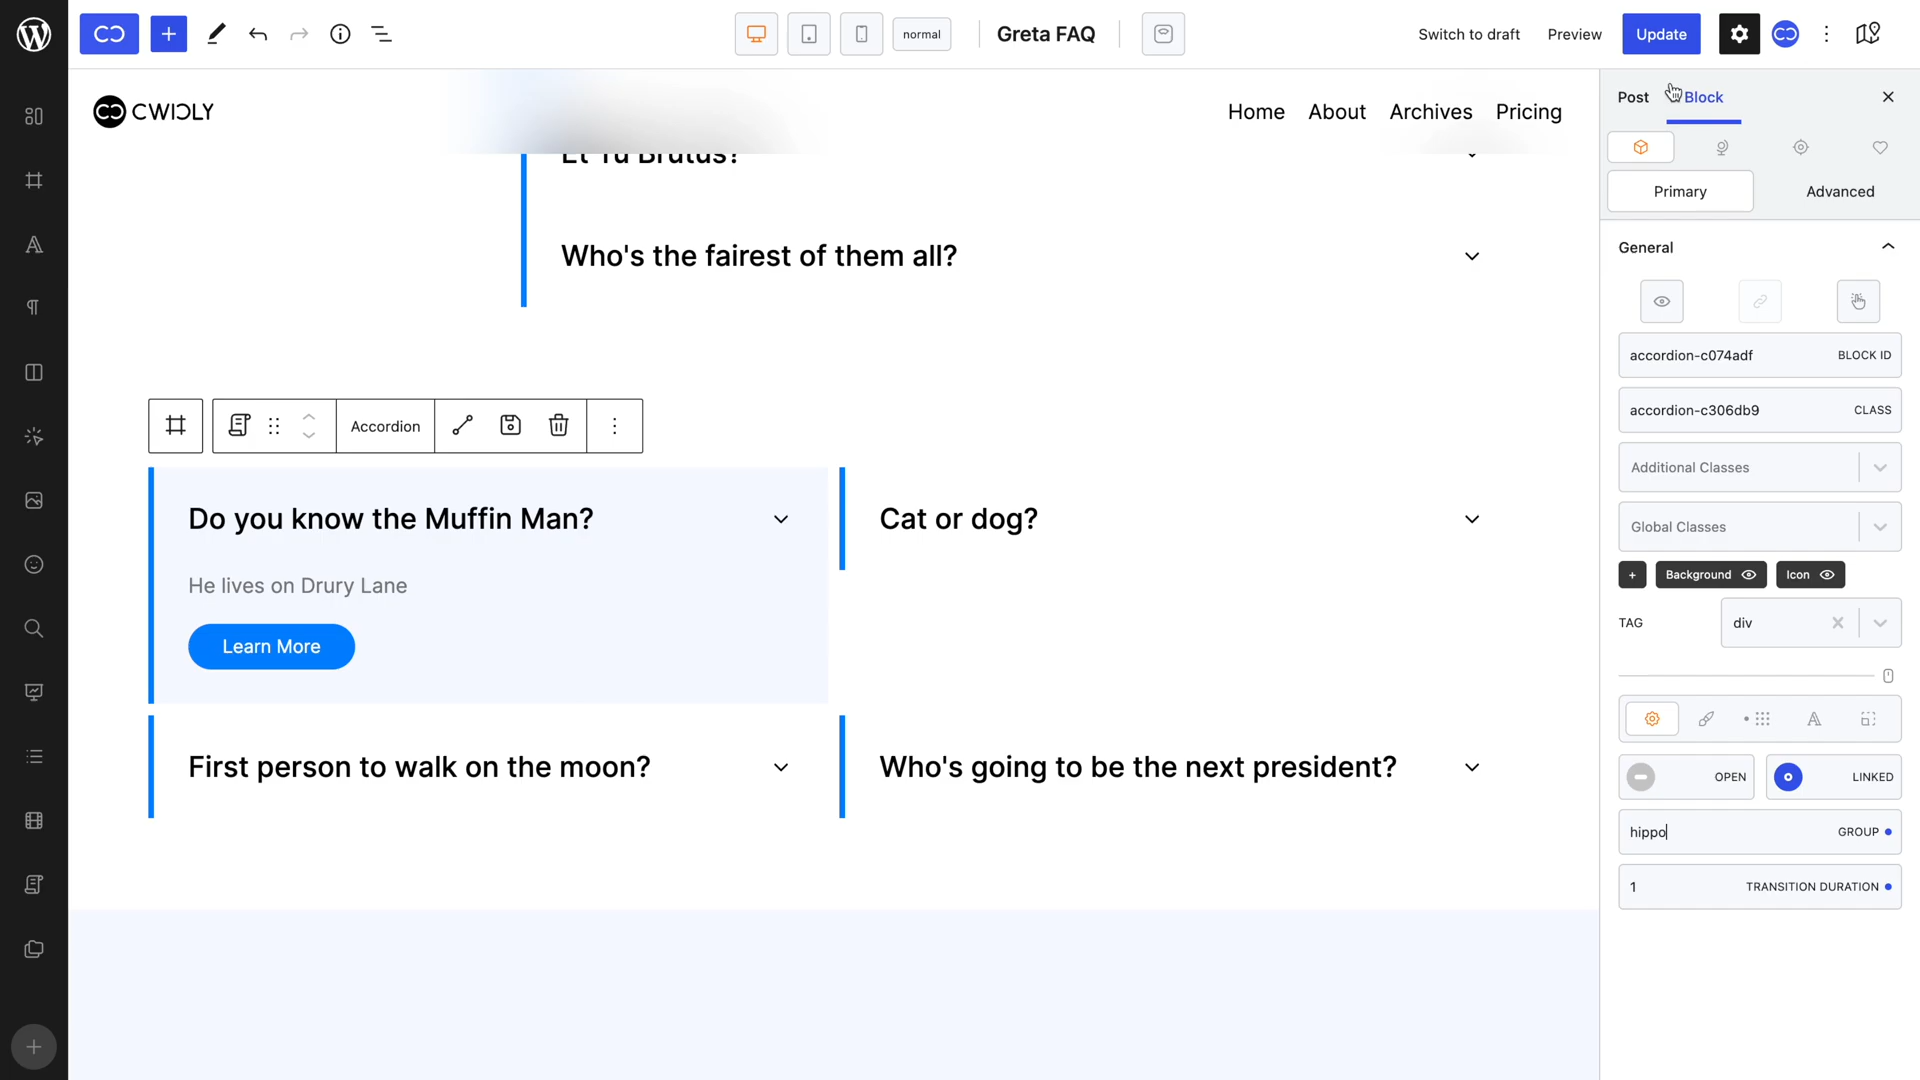 normal
Greta FAQ
Switch to draft
Preview
Update
CWICLY
Home
About
Archives
Pricing
Post
Block
Primary
Advanced
Et Tu Brutus?
Who's the fairest of them all?
General
accordion-c074adf
BLOCK ID
accordion-c306db9
CLASS
Accordion
Additional Classes
Do you know the Muffin Man?
Cat or dog?
Global Classes
+
Background
Icon
He lives on Drury Lane
TAG
div
Learn More
First person to walk on the moon?
Who's going to be the next president?
OPEN
LINKED
hippo
GROUP
1
TRANSITION DURATION